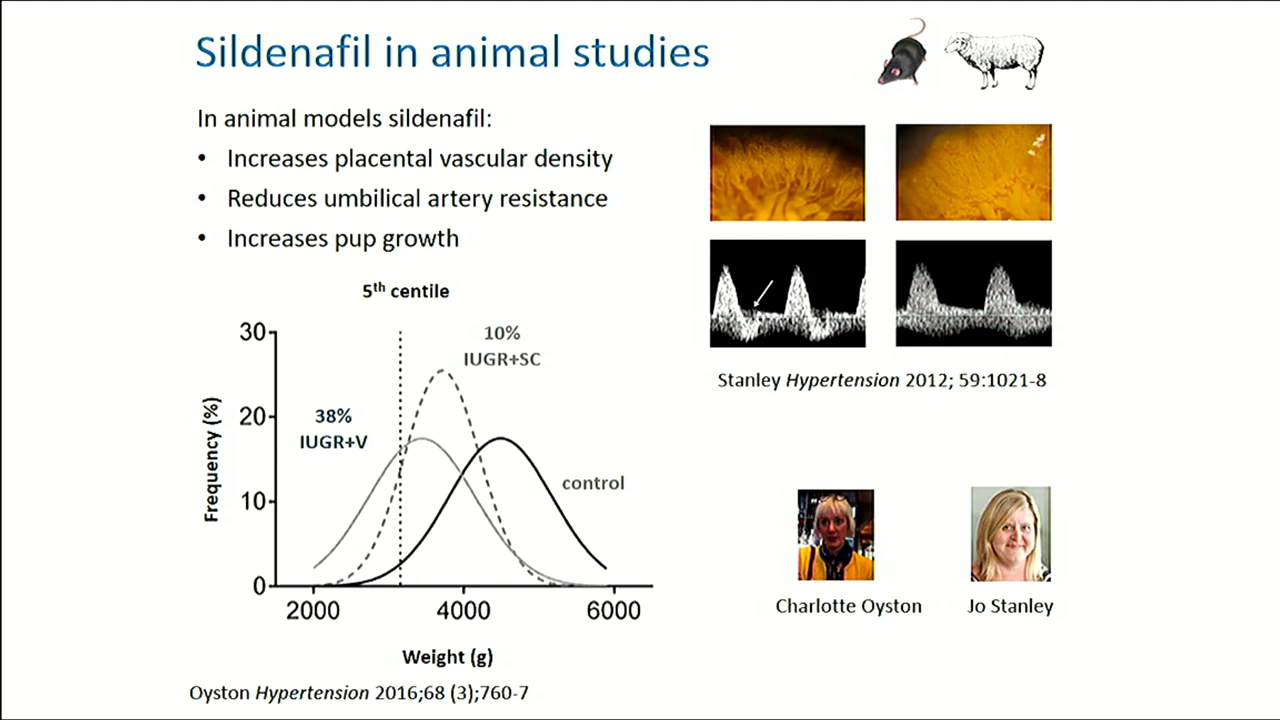 Sildenafil in animal studies
In animal models sildenafil:
• Increases placental vascular density
• Reduces umbilical artery resistance
• Increases pup growth
5th centile
30
20
10
0
Frequency (%)
10%
IUGR+SC
38%
IUGR+V
control
2000
4000
6000
Weight (g)
Oyston Hypertension 2016;68 (3);760-7
Stanley Hypertension 2012; 59:1021-8
Charlotte Oyston
Jo Stanley